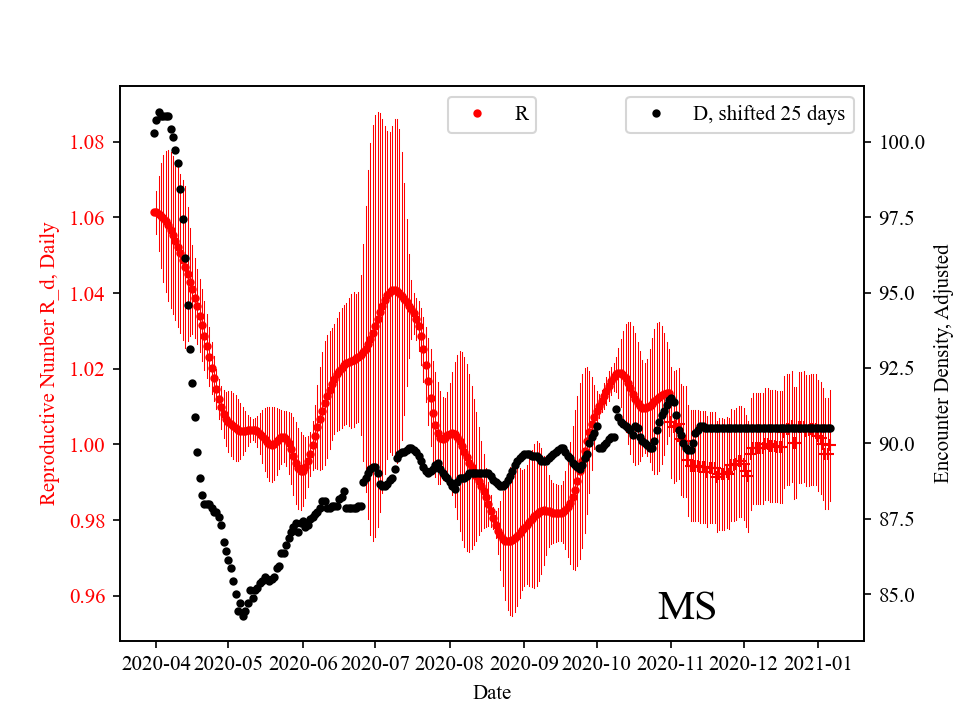 R
D, shifted 25 days
1.08
1.06
1.04
1.02
1.00
0.98
0.96
Reproductive Number R_d, Daily
100.0
97.5
95.0
92.5
90.0
87.5
85.0
Encounter Density, Adjusted
MS
2020-04 2020-05 2020-06 2020-07 2020-08 2020-09 2020-10 2020-11 2020-12 2021-01
Date